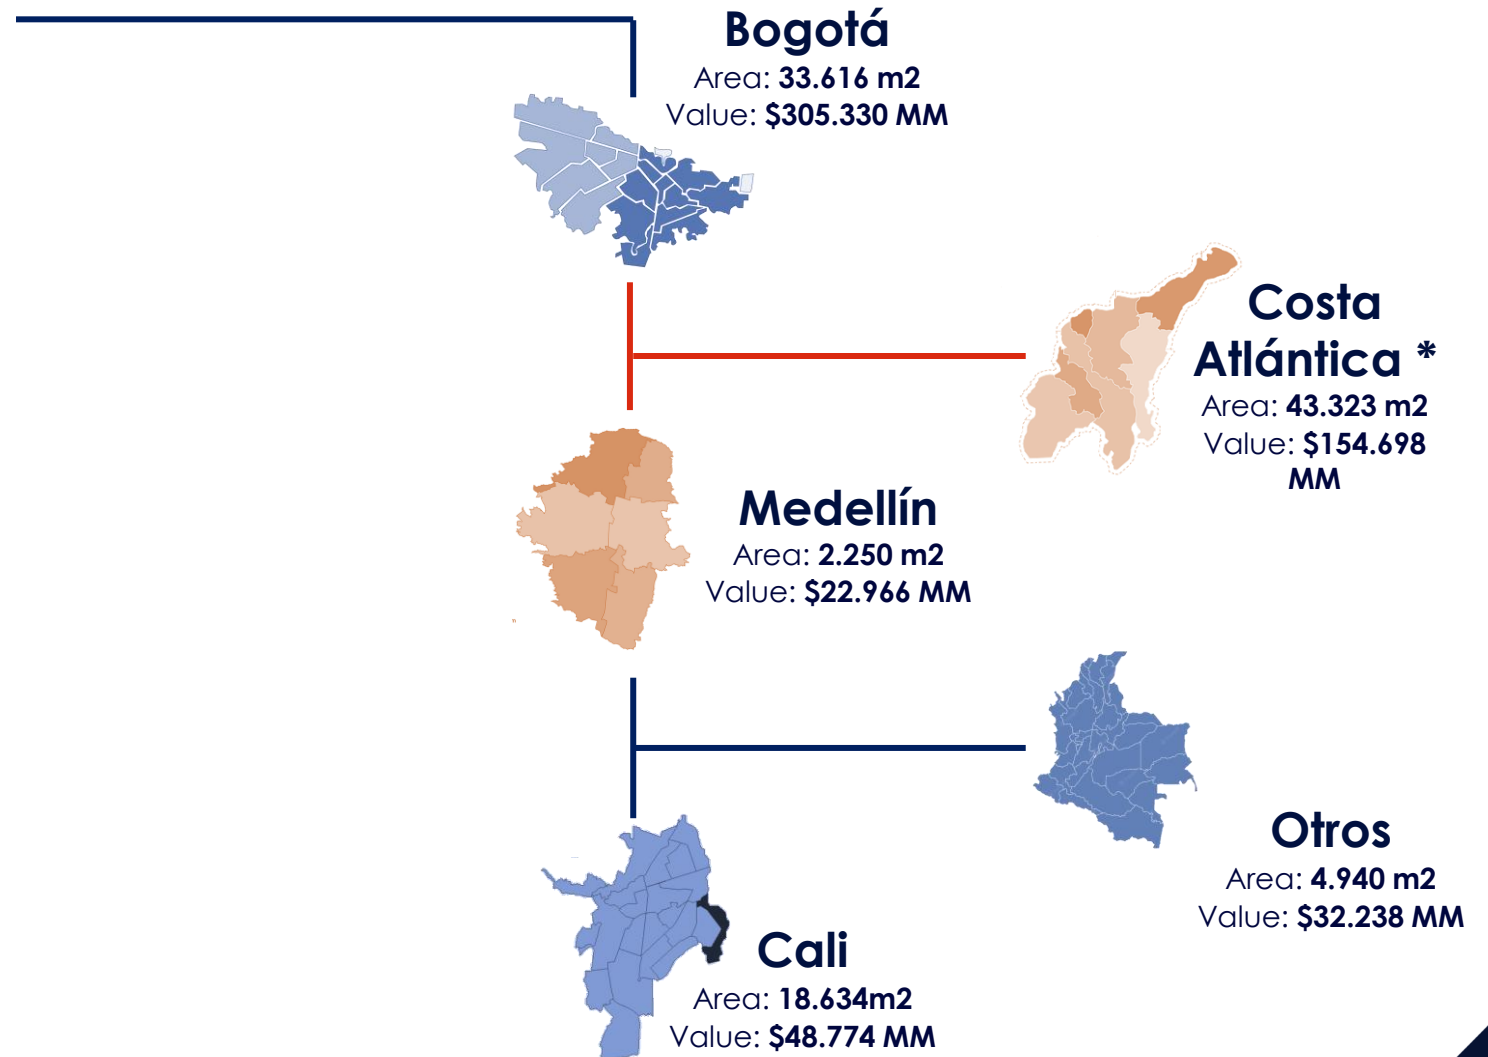 Bogotá
Area: 33.616 m2
Value: $305.330 MM
Costa
Atlántica *
Area: 43.323 m2
Value: $154.698
MM
Medellín
Area: 2.250 m2
Value: $22.966 MM
Otros
Area: 4.940 m2
Value: $32.238 MM
Cali
Area: 18.634m2
Value: $48.774 MM